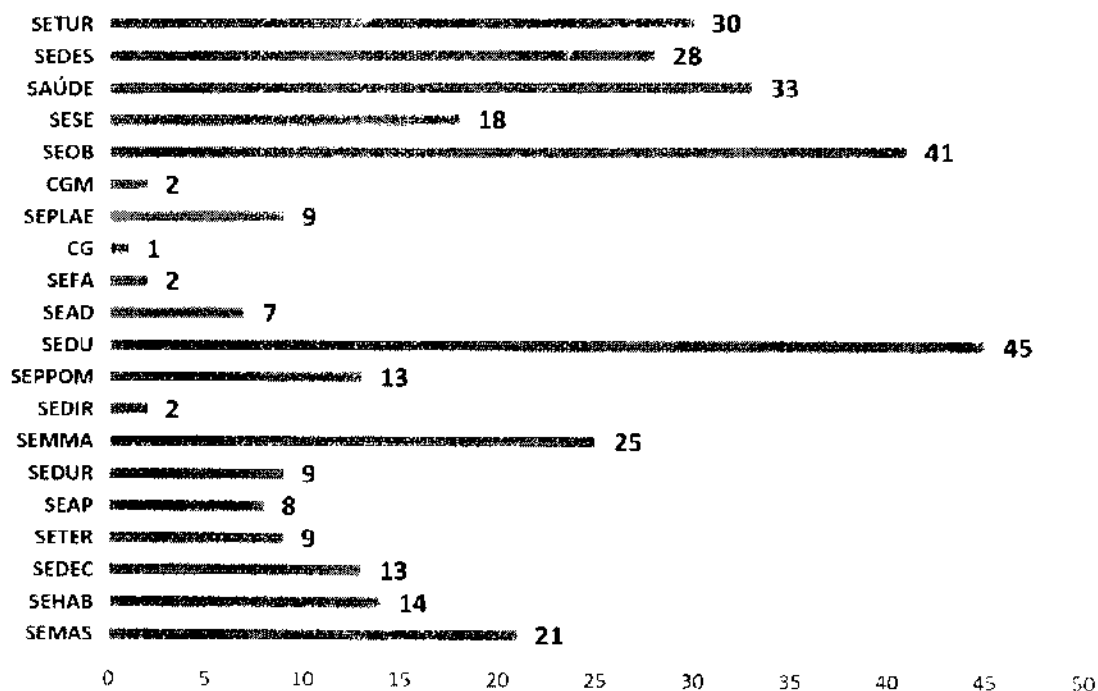 SETUR 30
SEDES 28
SAÚDE 33
SESE 18
SEOB 41
CGM 2
SEPLAE 9
CG 1
SEFA 2
SEAD 7
SEDU 45
SEPPOM 13
SEDIR 2
SEMMA 25
SEDUR 9
SEAP 8
SETER 9
SEDEC 13
SEHAB 14
SEMAS 21
0 5 10 15 20 25 30 35 40 45 50